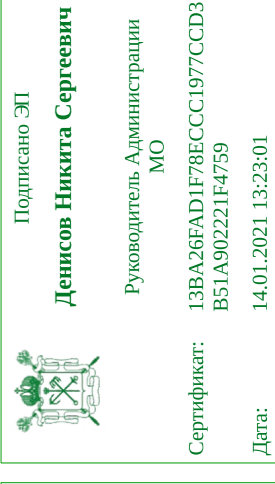 Подписано ЭП
Денисов Никита Сергеевич
Руководитель Администрации
МО
Сертификат: 13BA26FAD1F78ECCC1977CCD3
B51A902221F4759
Дата: 14.01.2021 13:23:01